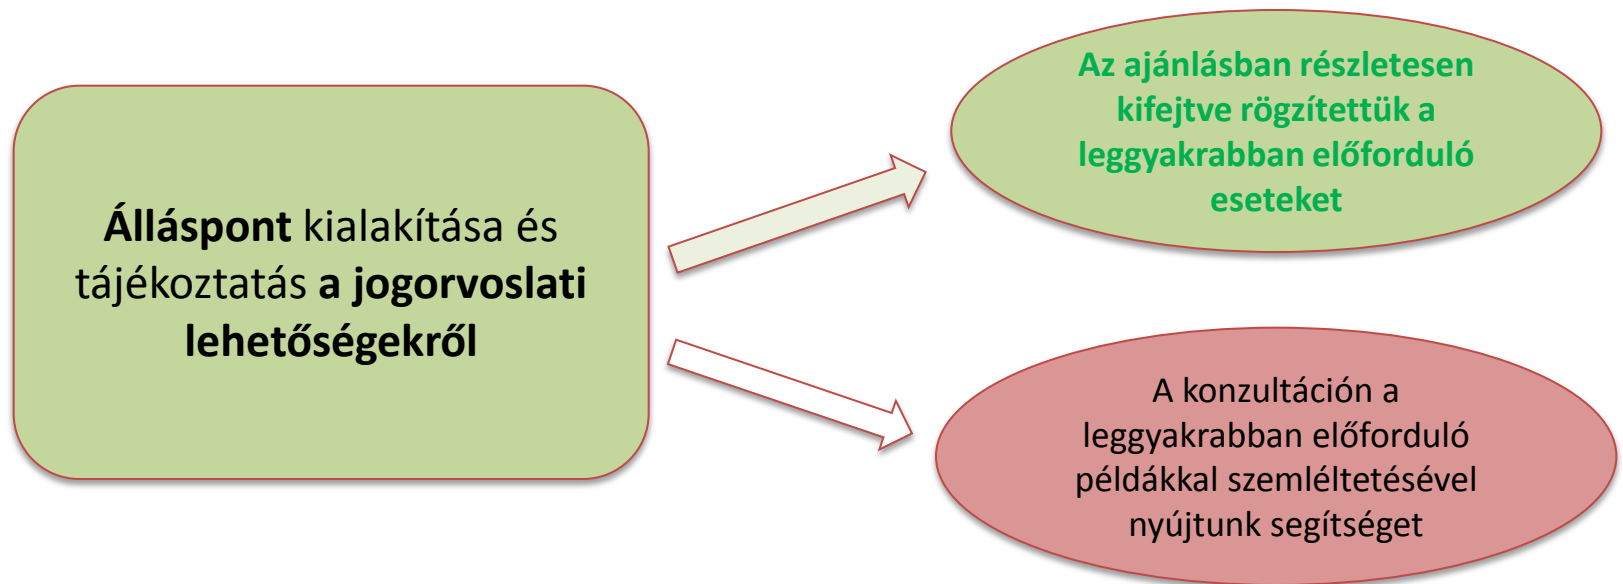 Álláspont kialakítása és
tájékoztatás a jogorvoslati
lehetőségekről
Az ajánlásban részletesen
kifejtve rögzítettük a
leggyakrabban előforduló
eseteket
A konzultáción a
leggyakrabban előforduló
példákkal szemléltetésével
nyújtunk segítséget